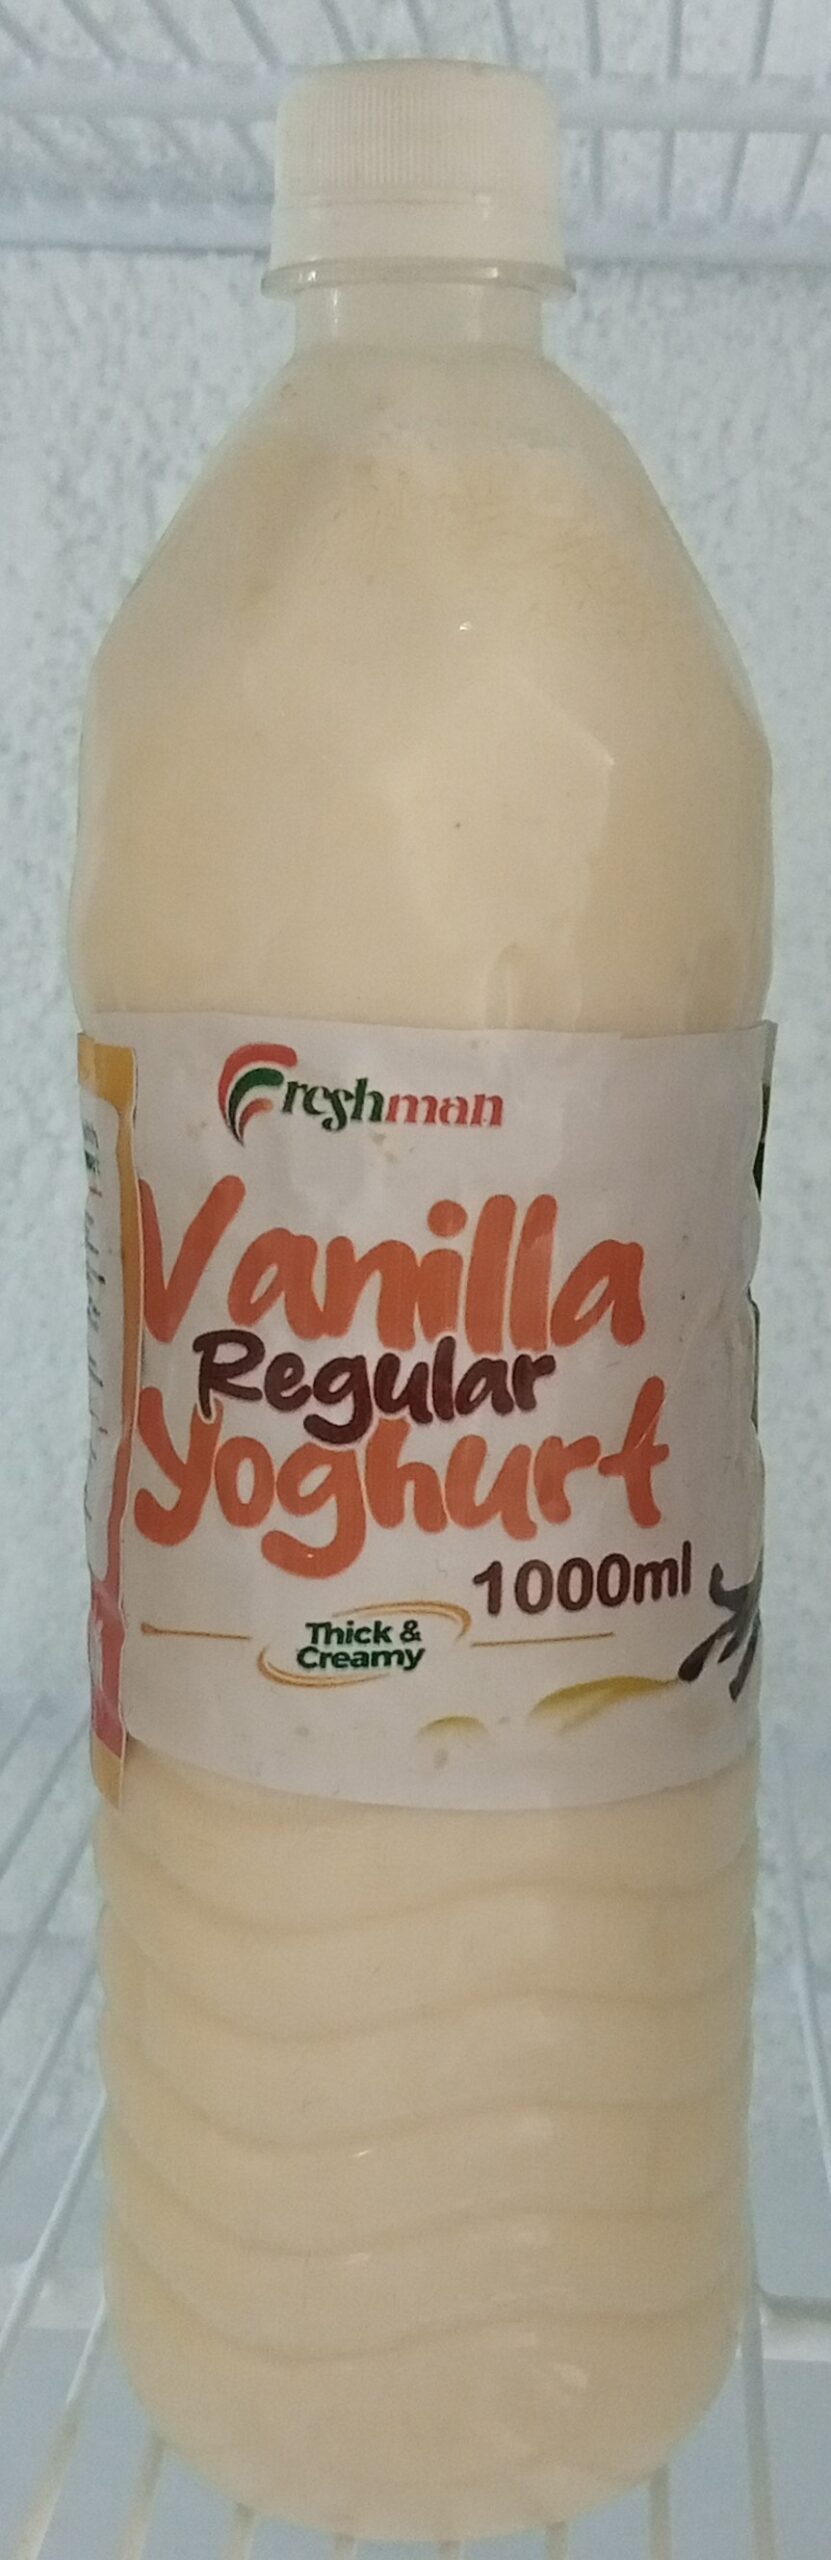 Freshman
Vanilla
Regular
Yoghurt
1000ml
Thick &
Creamy